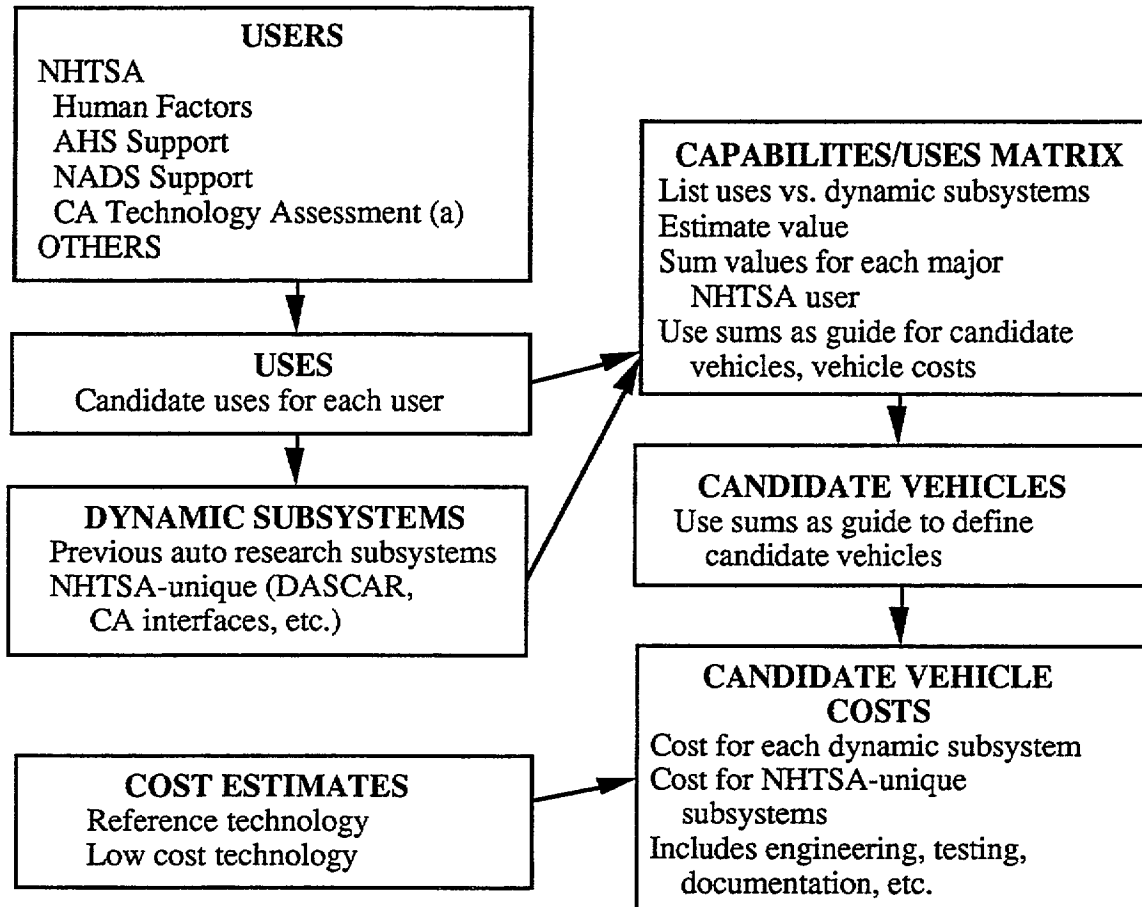 USERS
NHTSA
Human Factors
AHS Support
NADS Support
CA Technology Assessment (a)
OTHERS
USES
Candidate uses for each user
DYNAMIC SUBSYSTEMS
Previous auto research subsystems
NHTSA-unique (DASCAR,
CA interfaces, etc.)
COST ESTIMATES
Reference technology
Low cost technology
CAPABILITES/USES MATRIX
List uses vs. dynamic subsystems
Estimate value
Sum values for each major
NHTSA user
Use sums as guide for candidate
vehicles, vehicle costs
CANDIDATE VEHICLES
Use sums as guide to define
candidate vehicles
CANDIDATE VEHICLE
COSTS
Cost for each dynamic subsystem
Cost for NHTSA-unique
subsystems
Includes engineering, testing,
documentation, etc.